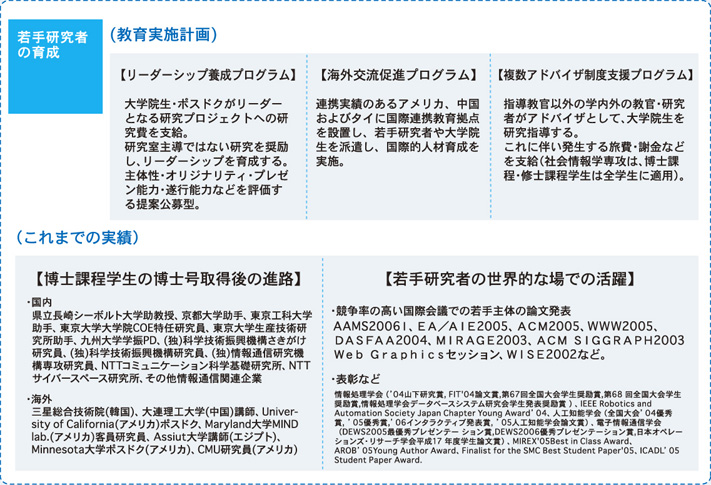 若手研究者
の育成
(教育実施計画)
【リーダーシップ養成プログラム】
大学院生・ポスドクがリーダー
となる研究プロジェクトへの研
究費を支給。
研究室主導ではない研究を奨励
し、リーダーシップを育成する。
主体性・オリジナリティ・プレゼ
ン能力・遂行能力などを評価す
る提案公募型。
【海外交流促進プログラム】
連携実績のあるアメリカ、中国
およびタイに国際連携教育拠点
を設置し、若手研究者や大学院
生を派遣し、国際的人材育成を
実施。
【複数アドバイザ制度支援プログラム】
指導教官以外の学内外の教官・研究
者がアドバイザとして、大学院生を
研究指導する。
これに伴い発生する旅費・謝金など
を支給(社会情報学専攻は、博士課
程・修士課程学生は全学生に適用)。
(これまでの実績)
【博士課程学生の博士号取得後の進路】
・国内
県立長崎シーボルト大学助教授、京都大学助手、東京工科大学
助手、東京大学大学院COE特任研究員、東京大学生産技術研究
所助手、九州大学学振PD、(独)科学技術振興機構さきがけ
研究員、(独)科学技術振興機構研究員、(独)情報通信研究機
構専攻研究員、NTTコミュニケーション科学基礎研究所、NTT
サイバースペース研究所、その他情報通信関連企業
・海外
三星総合技術院(韓国)、大連理工大学(中国)講師、Univer-
sity of California(アメリカ)ポスドク、Maryland大学MIND
lab.(アメリカ)客員研究員、Assiut大学講師(エジプト)、
Minnesota大学ポスドク(アメリカ)、CMU研究員(アメリカ)
【若手研究者の世界的な場での活躍】
・競争率の高い国際会議での若手主体の論文発表
AAMS2006I、EA/AIE2005、ACM2005、WWW2005、
DASFAA2004、MIRAGE2003、ACM SIGGRAPH2003
Web Graphicsセッション、WISE2002など。
・表彰など
情報処理学会('04山下研究賞, FIT'04論文賞,第67回全国大会学生奨励賞,第68 回全国大会学生
奨励賞,情報処理学会データベースシステム研究会学生発表奨励賞)、IEEE Robotics and
Automation Society Japan Chapter Young Award' 04、人工知能学会(全国大会' 04優秀
賞, ' 05優秀賞,' 06インタラクティブ発表賞, ' 05人工知能学会論文賞)、電子情報通信学会
(DEWS2005最優秀プレゼンテー ション賞,DEWS2006優秀プレゼンテーション賞,日本オペレー
ションズ・リサーチ学会平成17 年度学生論文賞)、MIREX'05Best in Class Award、
AROB' 05Young Author Award、Finalist for the SMC Best Student Paper'05、ICADL' 05
Student Paper Award.